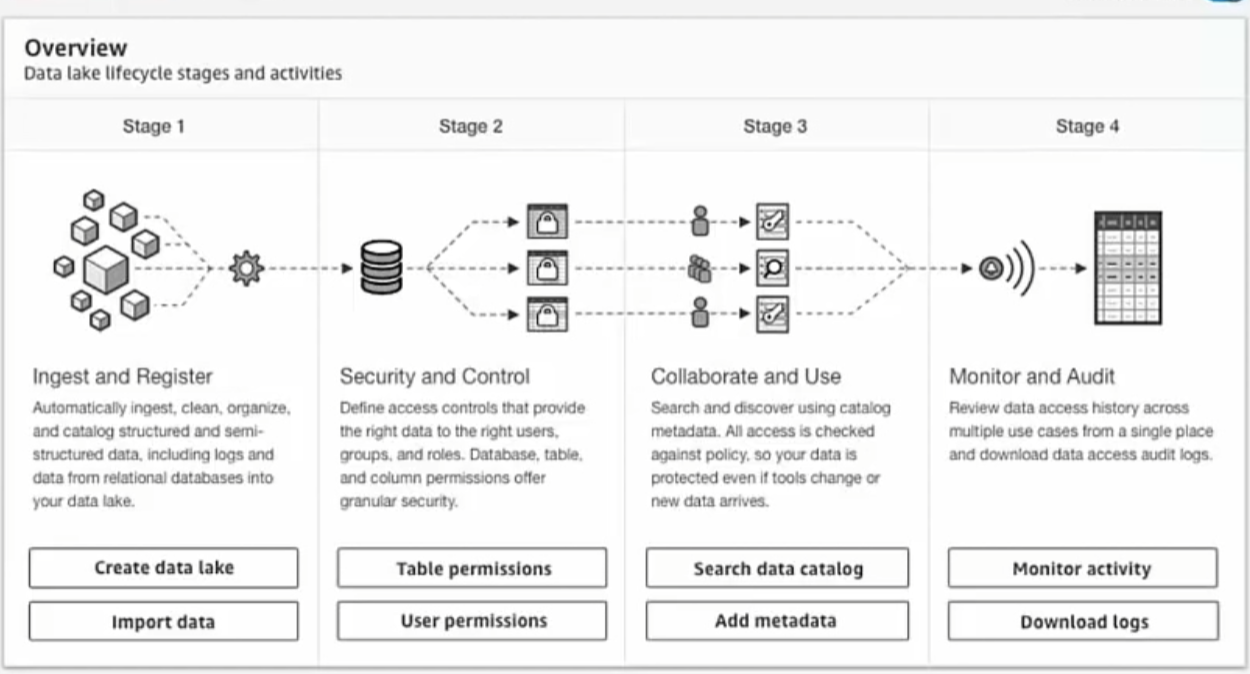 Overview
Data lake lifecycle stages and activities
Stage 1
Stage 2
Stage 3
Stage 4
Ingest and Register
Automatically ingest, clean, organize,
and catalog structured and semi-
structured data, including logs and
data from relational databases into
your data lake.
Create data lake
Import data
Security and Control
Define access controls that provide
the right data to the right users,
groups, and roles. Database, table,
and column permissions offer
granular security.
Table permissions
User permissions
Collaborate and Use
Search and discover using catalog
metadata. All access is checked
against policy, so your data is
protected even if tools change or
new data arrives.
Search data catalog
Add metadata
Monitor and Audit
Review data access history across
multiple use cases from a single place
and download data access audit logs.
Monitor activity
Download logs